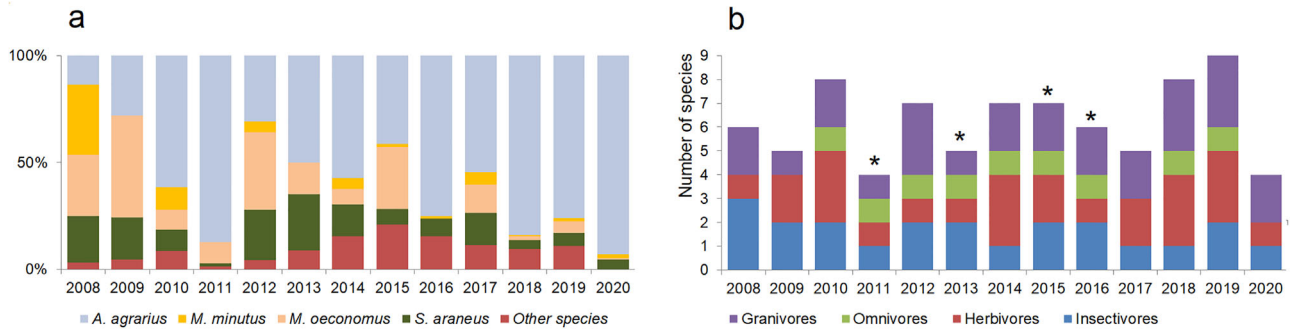 a
100%
50%
0%
2008 2009 2010 2011 2012 2013 2014 2015 2016 2017 2018 2019 2020
A. agrarius M. minutus M. oeconomus S. araneus Other species
b
Number of species
9
8
7
6
5
4
3
2
1
0
* * * *
1
2008 2009 2010 2011 2012 2013 2014 2015 2016 2017 2018 2019 2020
Granivores Omnivores Herbivores Insectivores